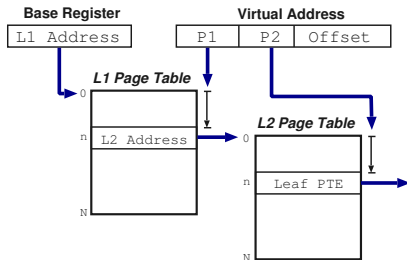 Base Register
Virtual Address
L1 Address
P1
P2
Offset
L1 Page Table
0
L2 Page Table
n
L2 Address
0
n
Leaf PTE
N
N